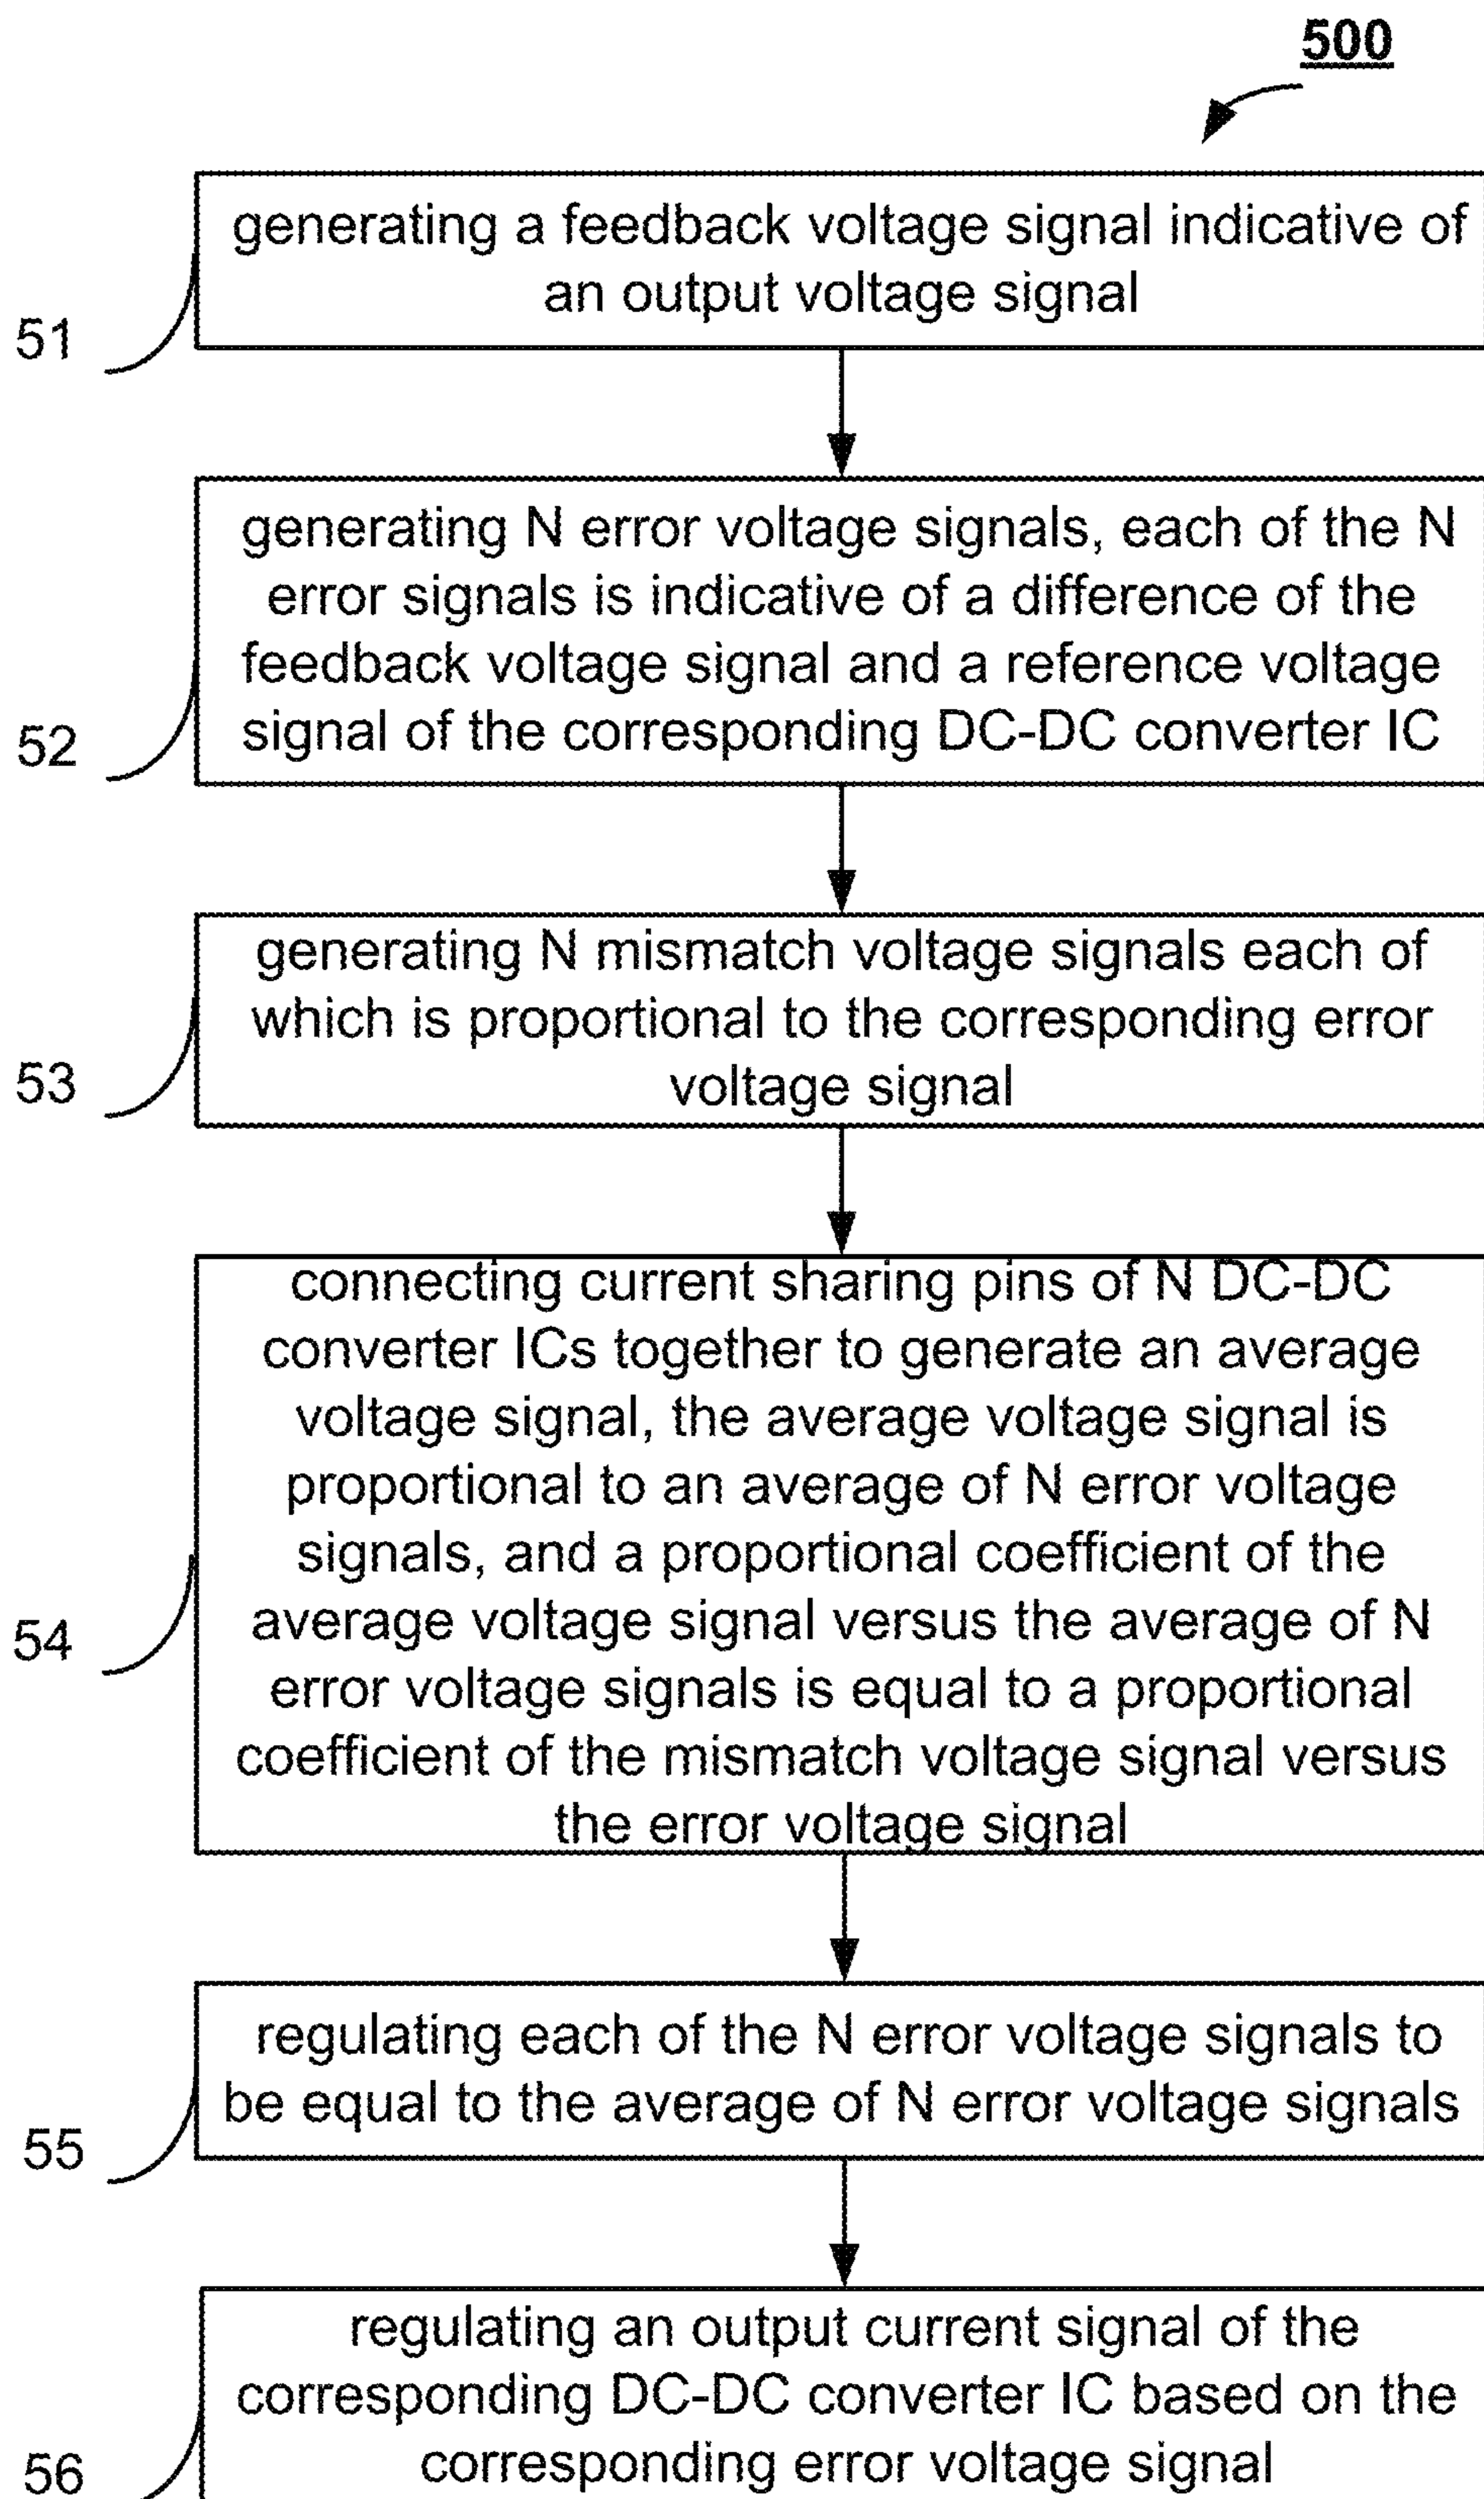 500
generating a feedback voltage signal indicative of
an output voltage signal
51
generating N error voltage signals, each of the N
error signals is indicative of a difference of the
feedback voltage signal and a reference voltage
signal of the corresponding DC-DC converter IC
52
generating N mismatch voltage signals each of
which is proportional to the corresponding error
voltage signal
53
connecting current sharing pins of N DC-DC
converter ICs together to generate an average
voltage signal, the average voltage signal is
proportional to an average of N error voltage
signals, and a proportional coefficient of the
average voltage signal versus the average of N
error voltage signals is equal to a proportional
coefficient of the mismatch voltage signal versus
the error voltage signal
54
regulating each of the N error voltage signals to
be equal to the average of N error voltage signals
55
regulating an output current signal of the
corresponding DC-DC converter IC based on the
corresponding error voltage signal
56